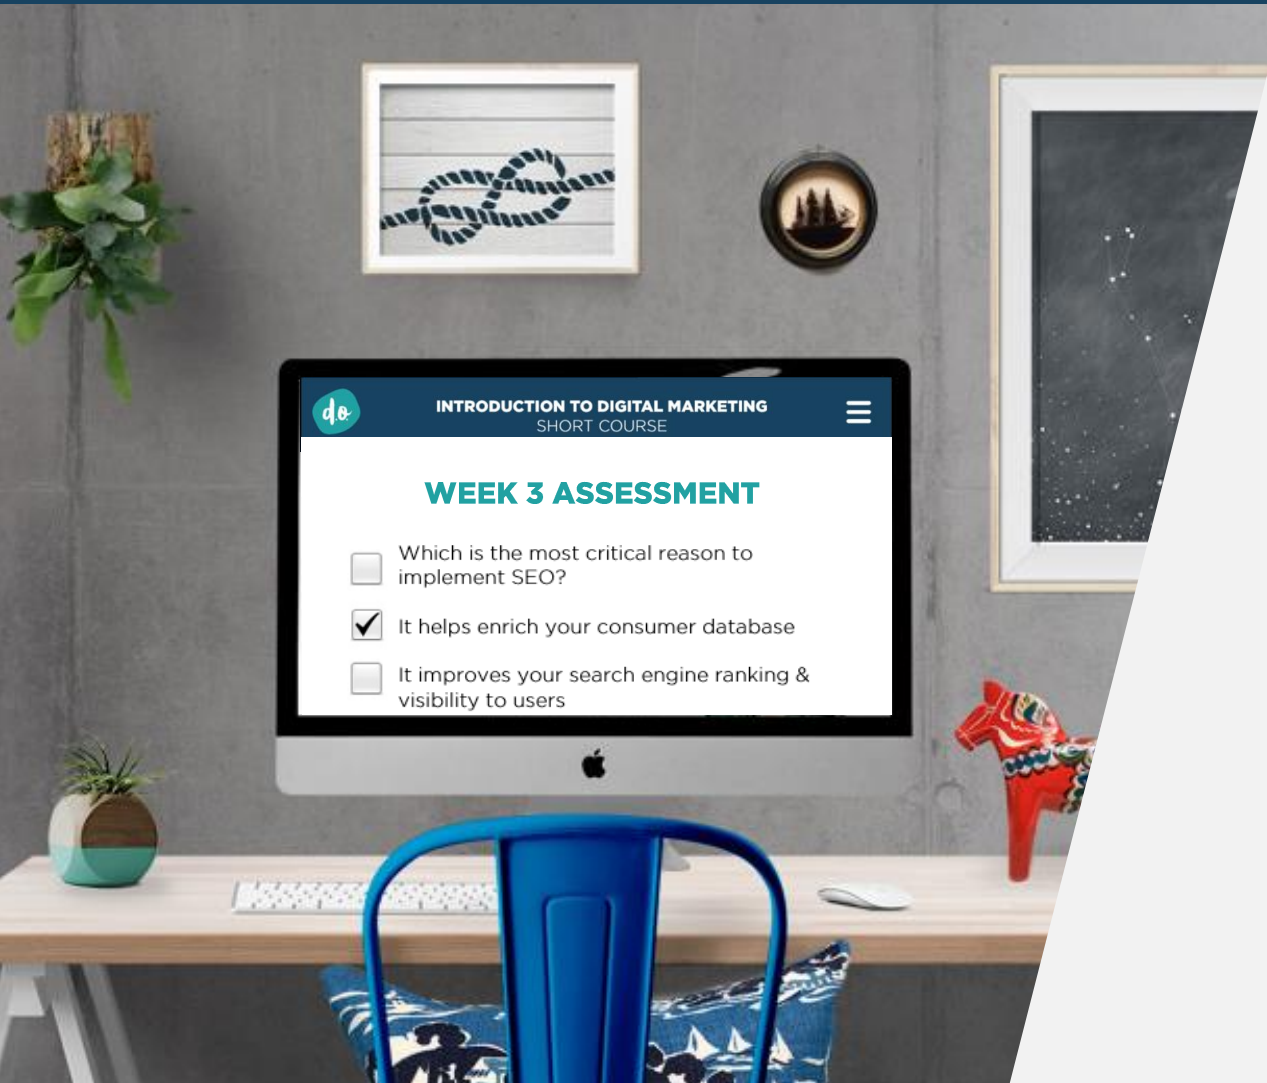 d.o.
INTRODUCTION TO DIGITAL MARKETING
SHORT COURSE
WEEK 3 ASSESSMENT
Which is the most critical reason to
implement SEO?
It helps enrich your consumer database
It improves your search engine ranking &
visibility to users